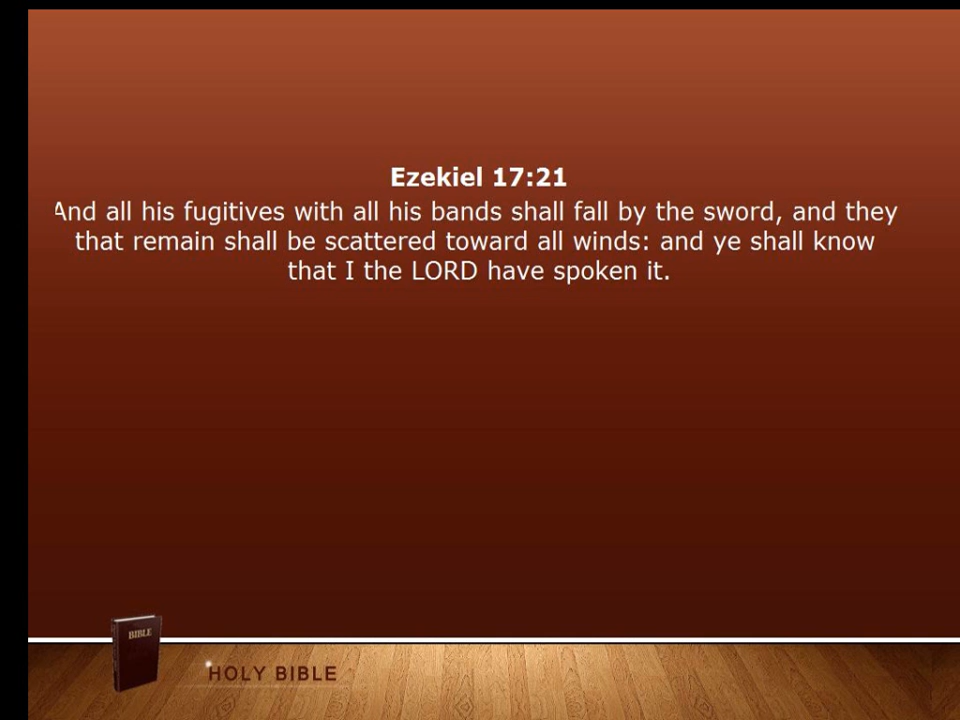 Ezekiel 17:21
And all his fugitives with all his bands shall fall by the sword, and they
that remain shall be scattered toward all winds: and ye shall know
that I the LORD have spoken it.
BIBLE
HOLY BIBLE